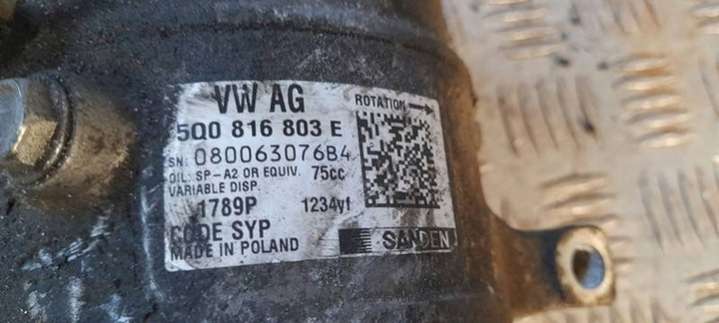 VW AG
ROTATION
5Q0 816 803 E
SN: 080063076B4
OIL: SP-A2 OR EQUIV. 75cc
VARIABLE DISP.
1789P 1234yf
CODE SYP
MADE IN POLAND
SANDEN